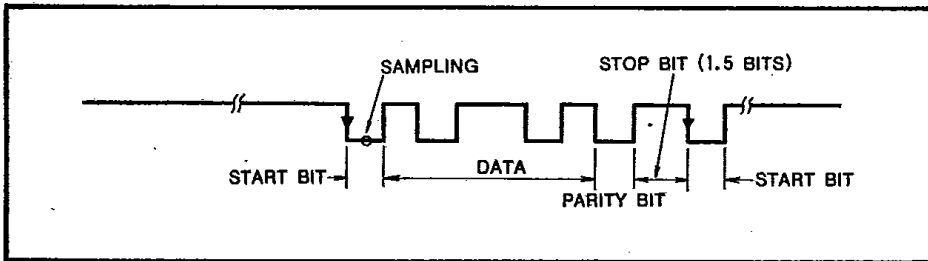 SAMPLING
STOP BIT (1.5 BITS)
START BIT
DATA
PARITY BIT
START BIT